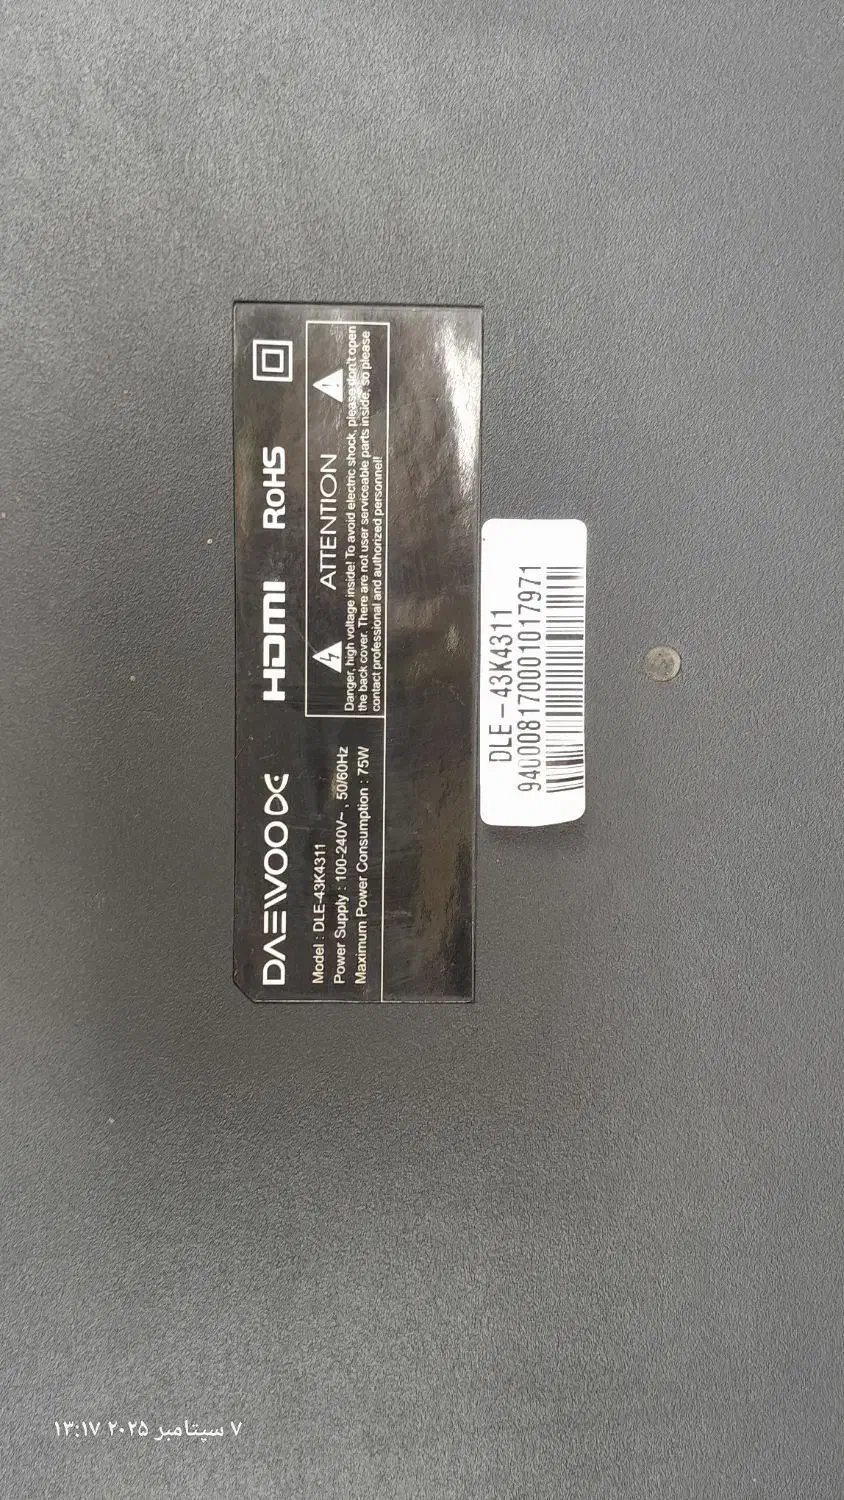 DAEWOO
HDMI
RoHS
Model : DLE-43K4311
Power Supply : 100-240V~ , 50/60Hz
Maximum Power Consumption : 75W
ATTENTION
Danger, high voltage inside! To avoid electric shock, please don't open
the back cover. There are not user serviceable parts inside, so please
contact professional and authorized personnel!
DLE-43K4311
940008170001017971
۷ سپتامبر ۲۰۲۵ ۱۳:۱۷